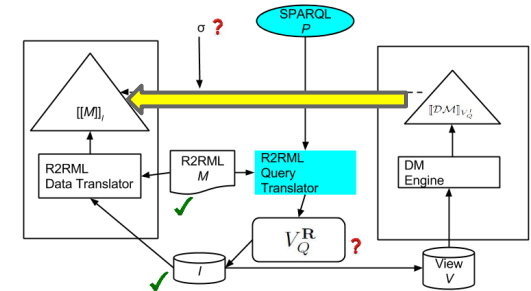 SPARQL
P
σ ?
[[M]]I
⟦DM⟧V_Q^I
R2RML
Data Translator
R2RML
M
R2RML
Query
Translator
DM
Engine
V_Q^R
?
I
View
V